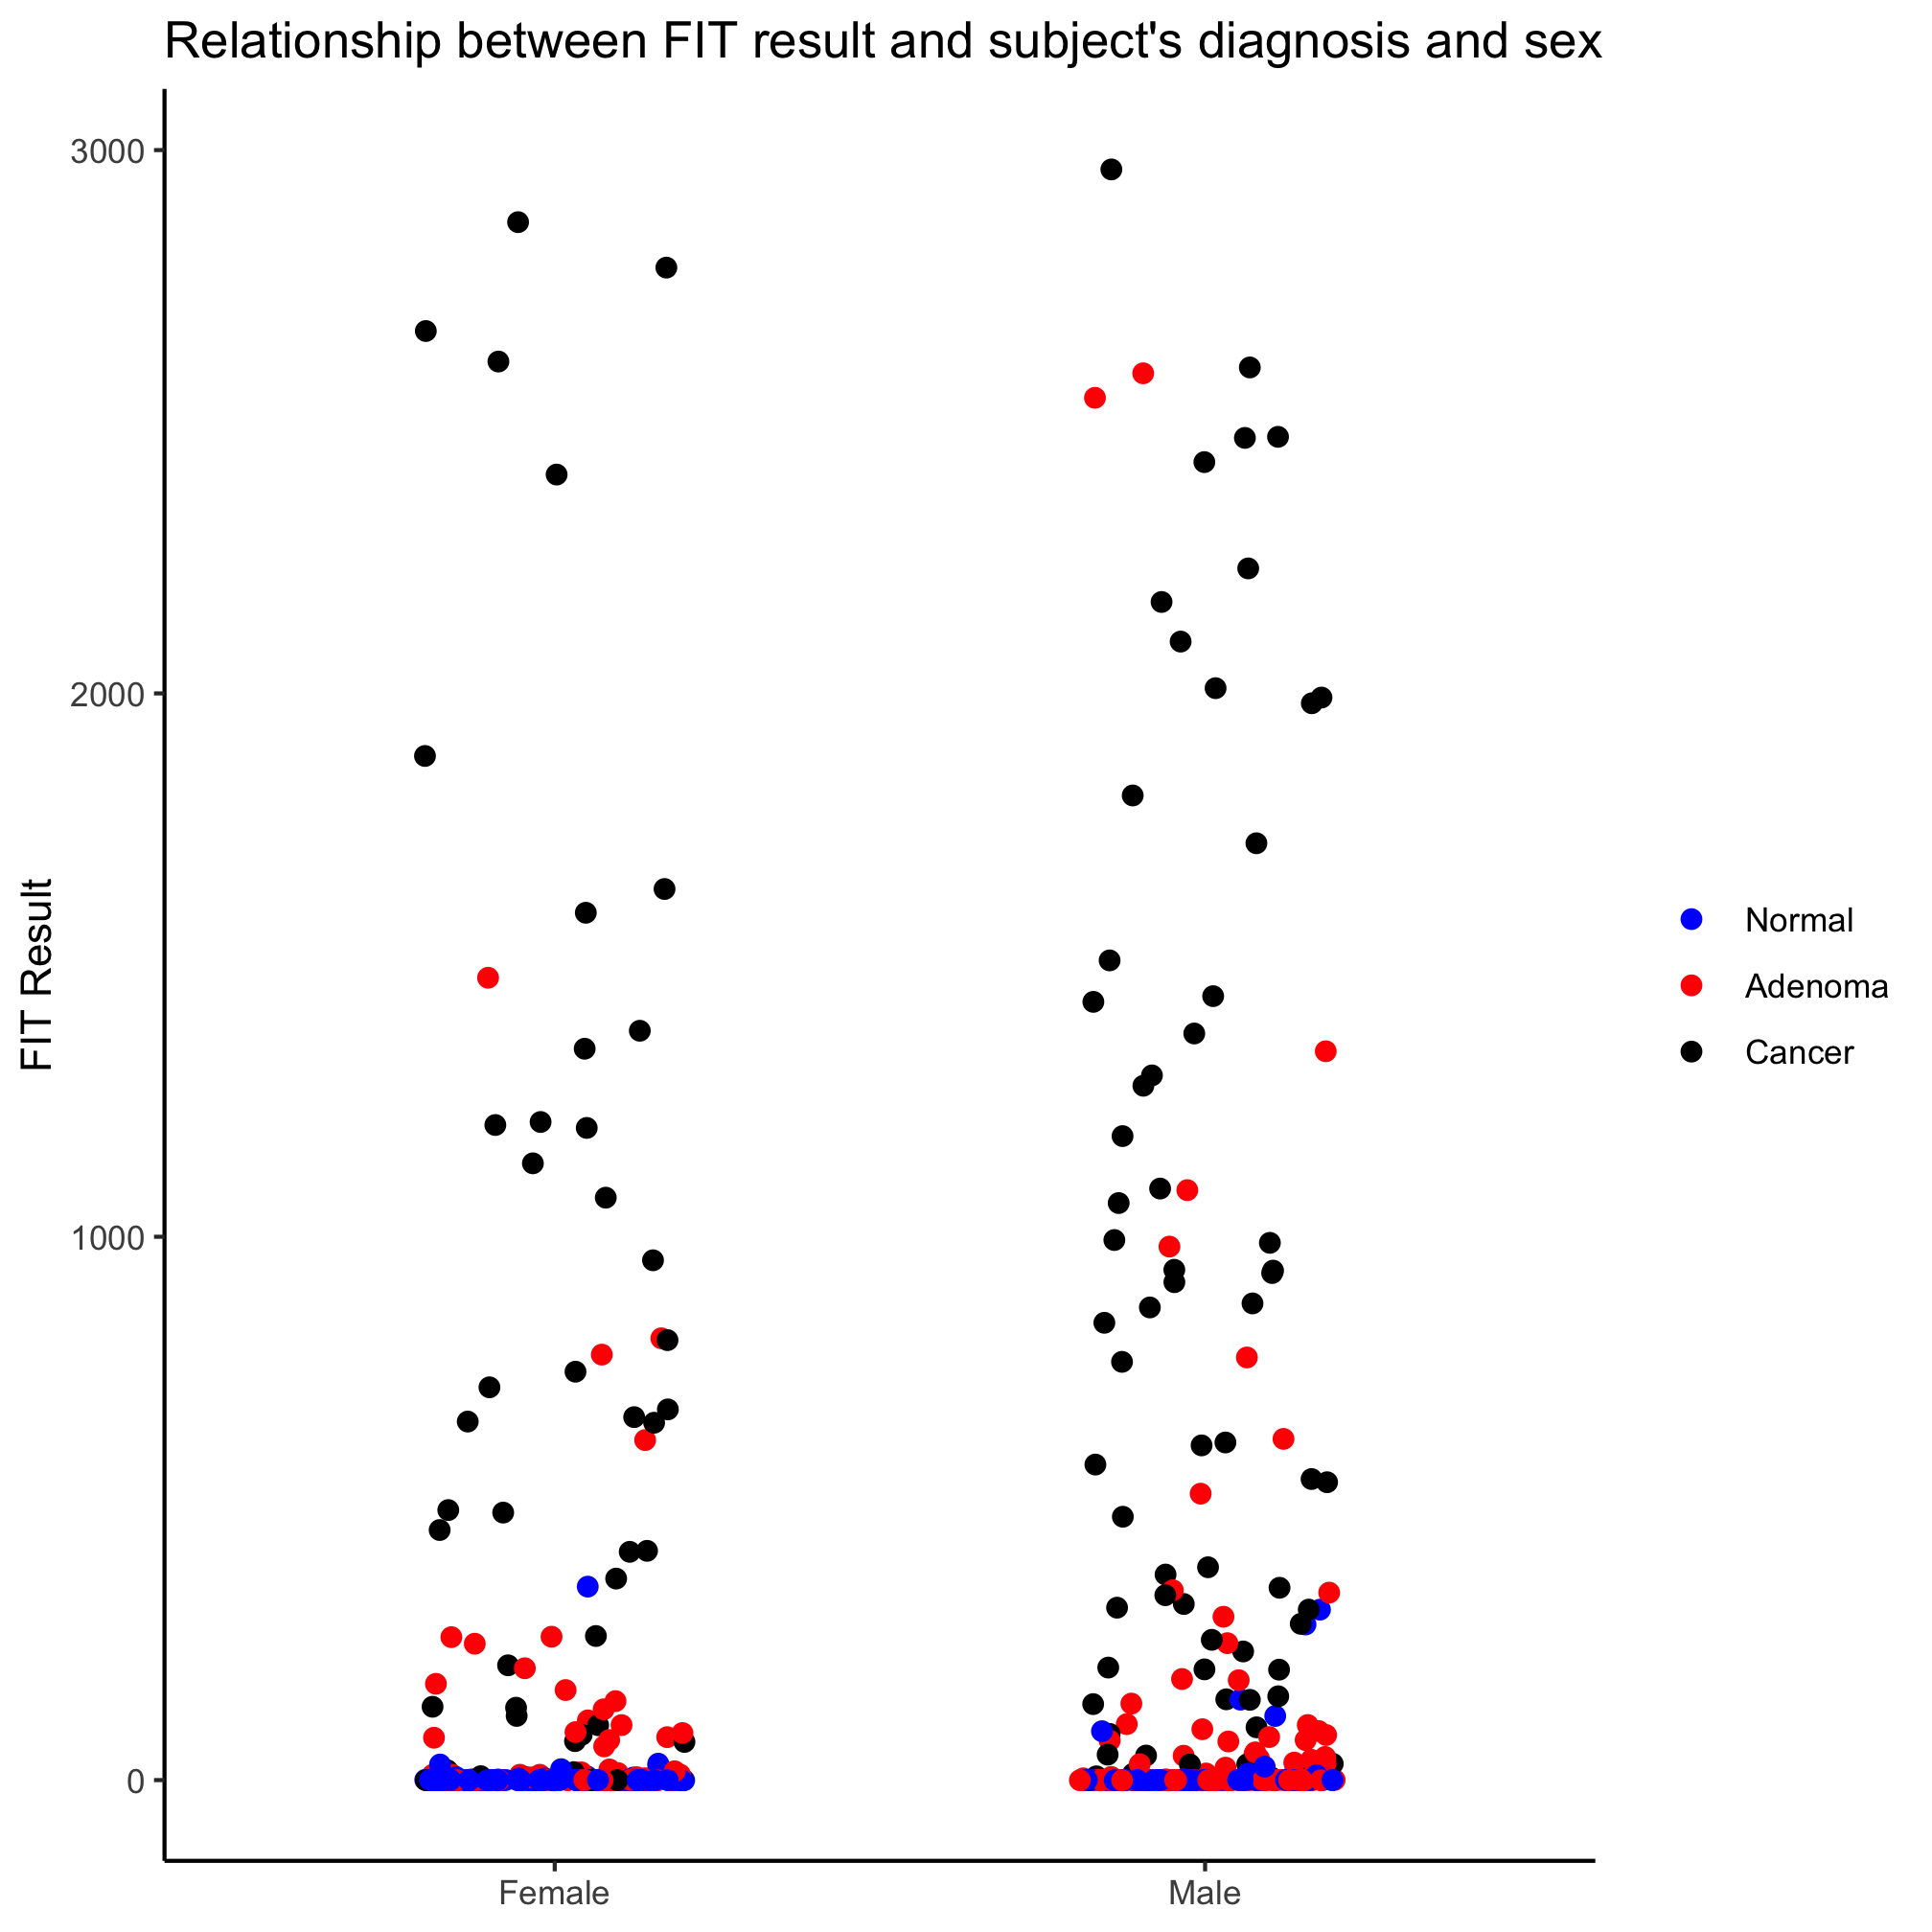 Relationship between FIT result and subject's diagnosis and sex
3000
2000
1000
0
FIT Result
Female
Male
Normal
Adenoma
Cancer